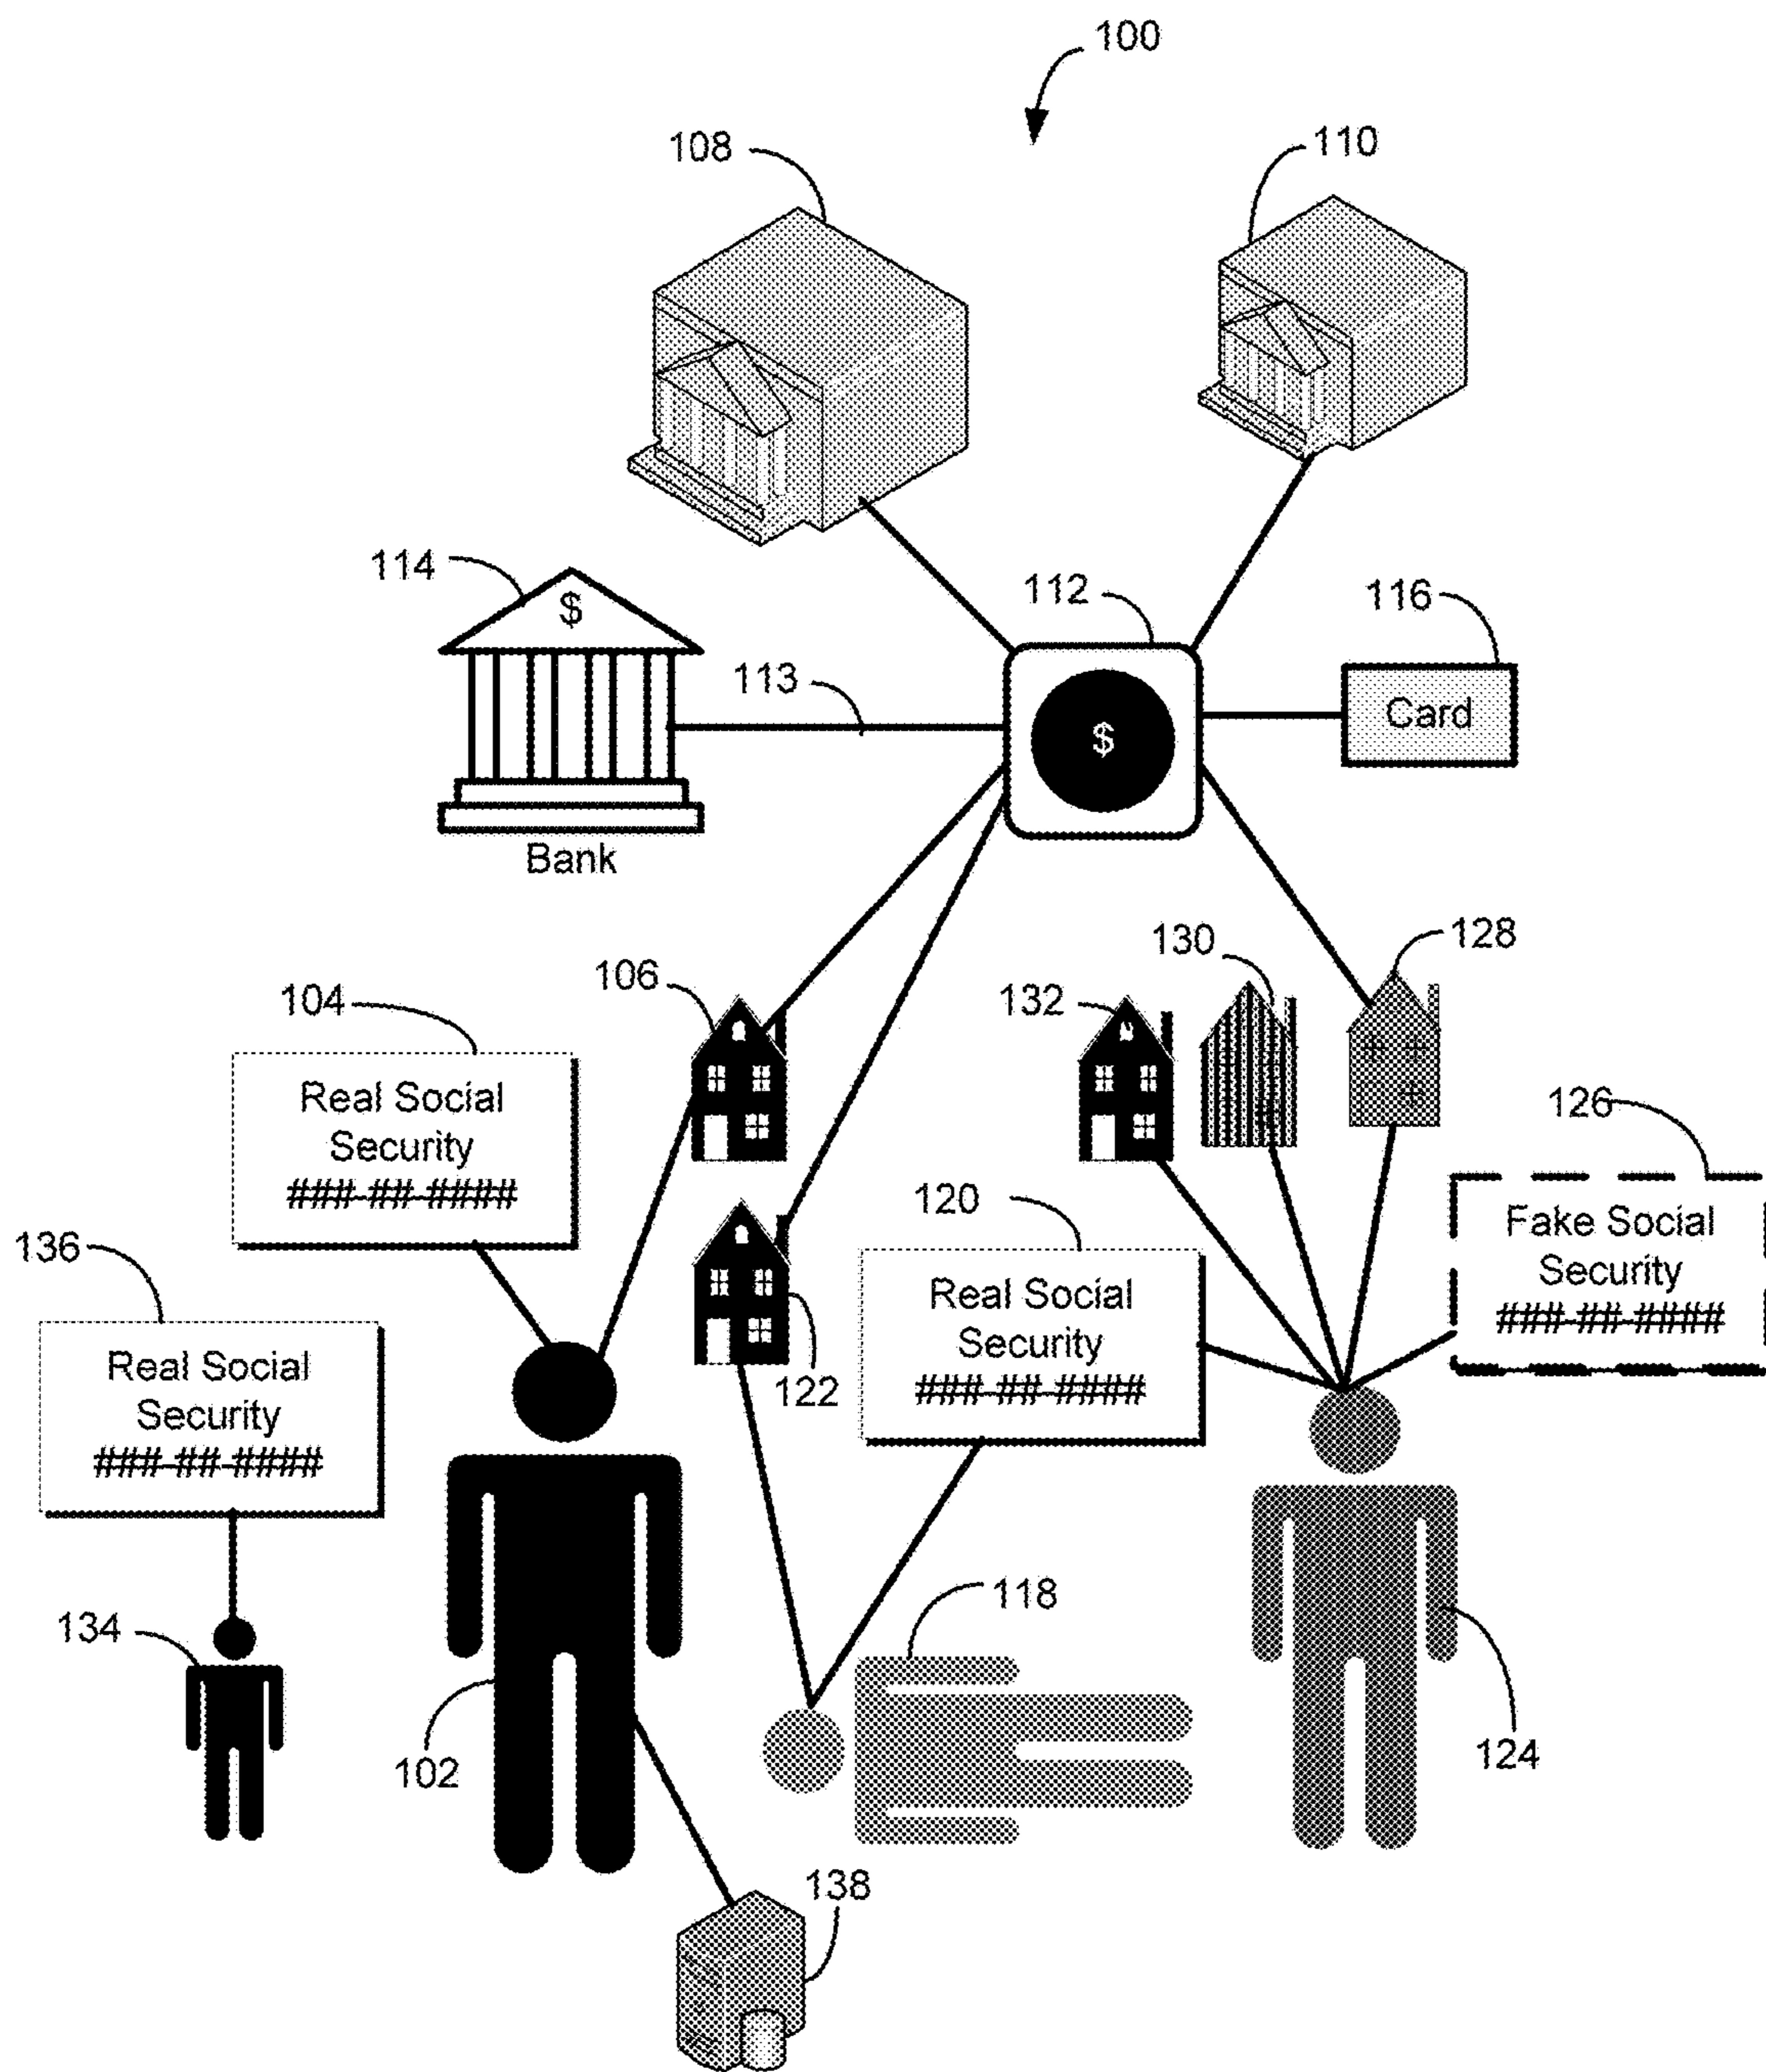 100
108
110
114
$
112
116
113
$
Card
Bank
130
128
106
132
104
Real Social
Security
###-##-####
126
120
Fake Social
Security
###-##-####
136
Real Social
Security
###-##-####
Real Social
Security
###-##-####
122
118
134
102
124
138